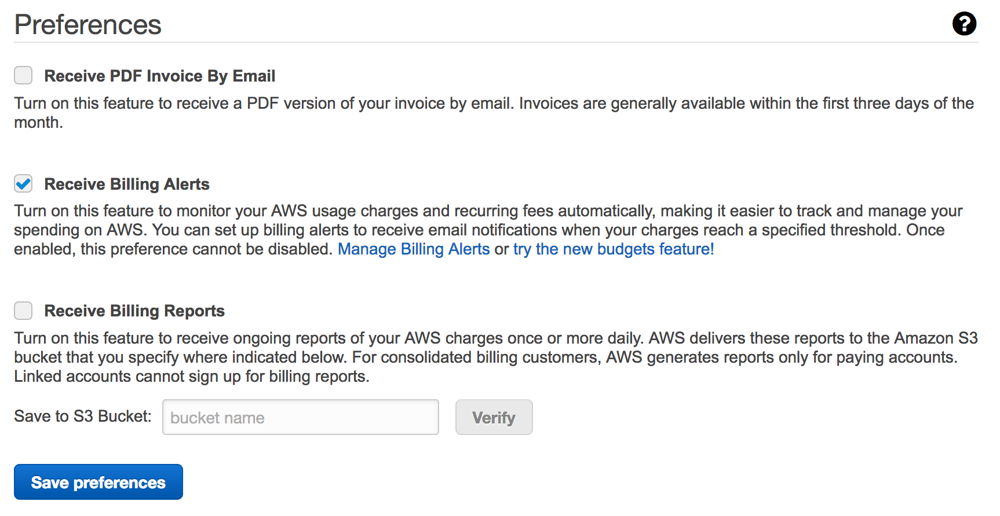 Preferences
?
Receive PDF Invoice By Email
Turn on this feature to receive a PDF version of your invoice by email. Invoices are generally available within the first three days of the
month.
Receive Billing Alerts
Turn on this feature to monitor your AWS usage charges and recurring fees automatically, making it easier to track and manage your
spending on AWS. You can set up billing alerts to receive email notifications when your charges reach a specified threshold. Once
enabled, this preference cannot be disabled. Manage Billing Alerts or try the new budgets feature!
Receive Billing Reports
Turn on this feature to receive ongoing reports of your AWS charges once or more daily. AWS delivers these reports to the Amazon S3
bucket that you specify where indicated below. For consolidated billing customers, AWS generates reports only for paying accounts.
Linked accounts cannot sign up for billing reports.
Save to S3 Bucket: bucket name Verify
Save preferences